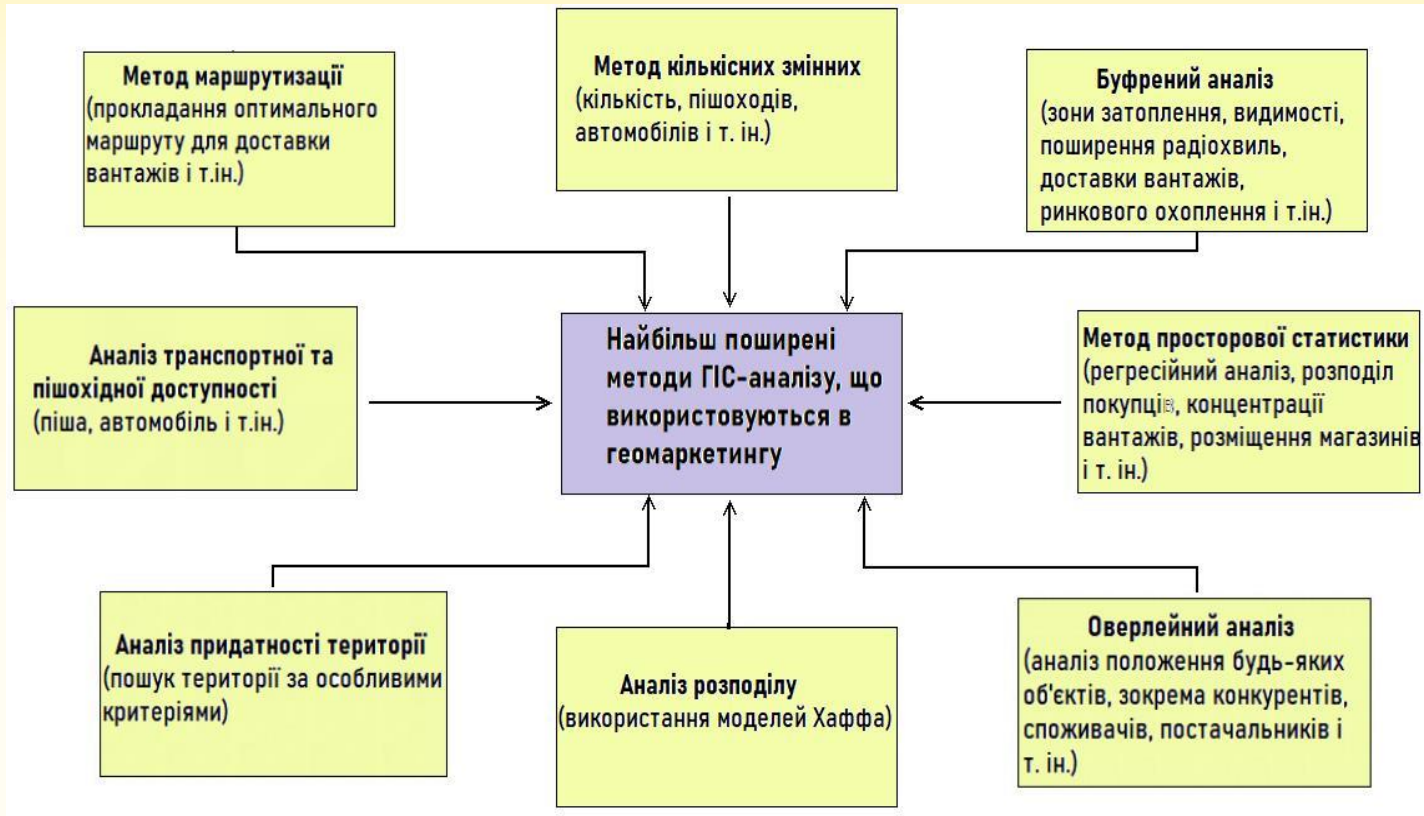 Метод маршрутизації
(прокладання оптимального
маршруту для доставки
вантажів і т.ін.)
Метод кількісних змінних
(кількість, пішоходів,
автомобілів і т. ін.)
Буфрений аналіз
(зони затоплення, видимості,
поширення радіохвиль,
доставки вантажів,
ринкового охоплення і т.ін.)
Аналіз транспортної та
пішохідної доступності
(піша, автомобіль і т.ін.)
Найбільш поширені
методи ГІС-аналізу, що
використовуються в
геомаркетингу
Метод просторової статистики
(регресійний аналіз, розподіл
покупців, концентрації
вантажів, розміщення магазинів
і т. ін.)
Аналіз придатності території
(пошук території за особливими
критеріями)
Аналіз розподілу
(використання моделей Хаффа)
Оверлейний аналіз
(аналіз положення будь-яких
об'єктів, зокрема конкурентів,
споживачів, постачальників і
т. ін.)